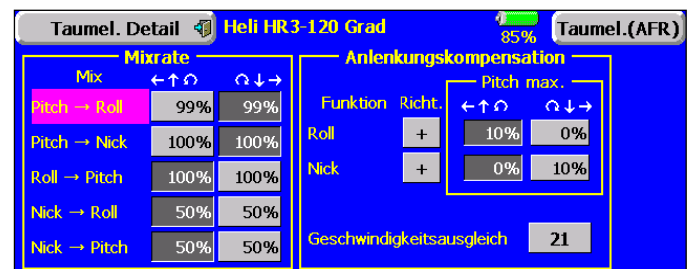 Taumel. Detail Heli HR3-120 Grad 85% Taumel.(AFR)
Mixrate
Mix ←↑↷ ↶↓→
Pitch → Roll 99% 99%
Pitch → Nick 100% 100%
Roll → Pitch 100% 100%
Nick → Roll 50% 50%
Nick → Pitch 50% 50%
Anlenkungskompensation
Pitch max.
Funktion Richt. ←↑↷ ↶↓→
Roll + 10% 0%
Nick + 0% 10%
Geschwindigkeitsausgleich 21